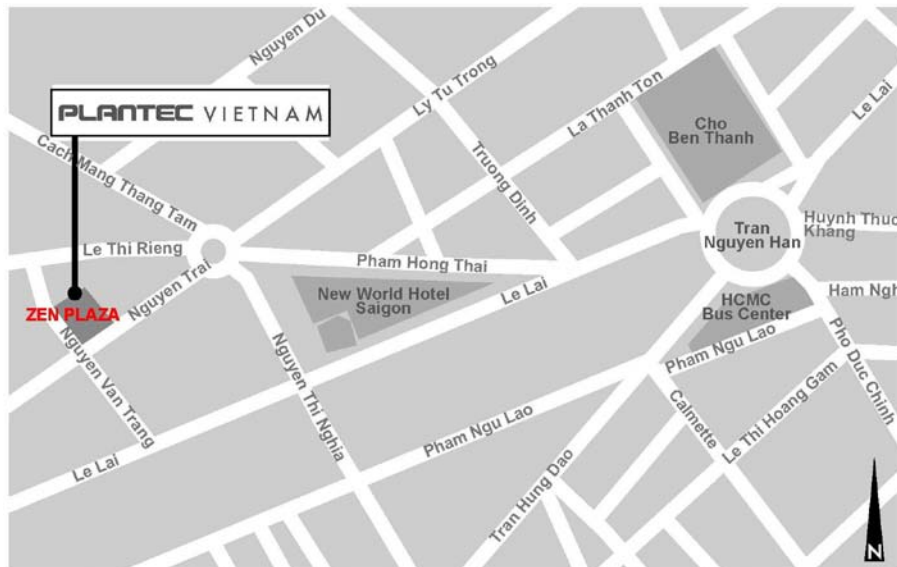 Nguyen Du
PLANTEC VIETNAM
Ly Tu Trong
La Thanh Ton
Le Lai
Cho
Ben Thanh
Cach Mang Thang Tam
Truong Dinh
Tran
Nguyen Han
Huynh Thuc
Khang
Le Thi Rieng
Pham Hong Thai
Nguyen Trai
New World Hotel
Saigon
Le Lai
HCMC
Bus Center
Ham Ngh
ZEN PLAZA
Pham Ngu Lao
Pho Duc Chinh
Nguyen Van Trang
Nguyen Thi Nghia
Calmette
Le Thi Hoang Gam
Pham Ngu Lao
Le Lai
Tran Hung Dao
N